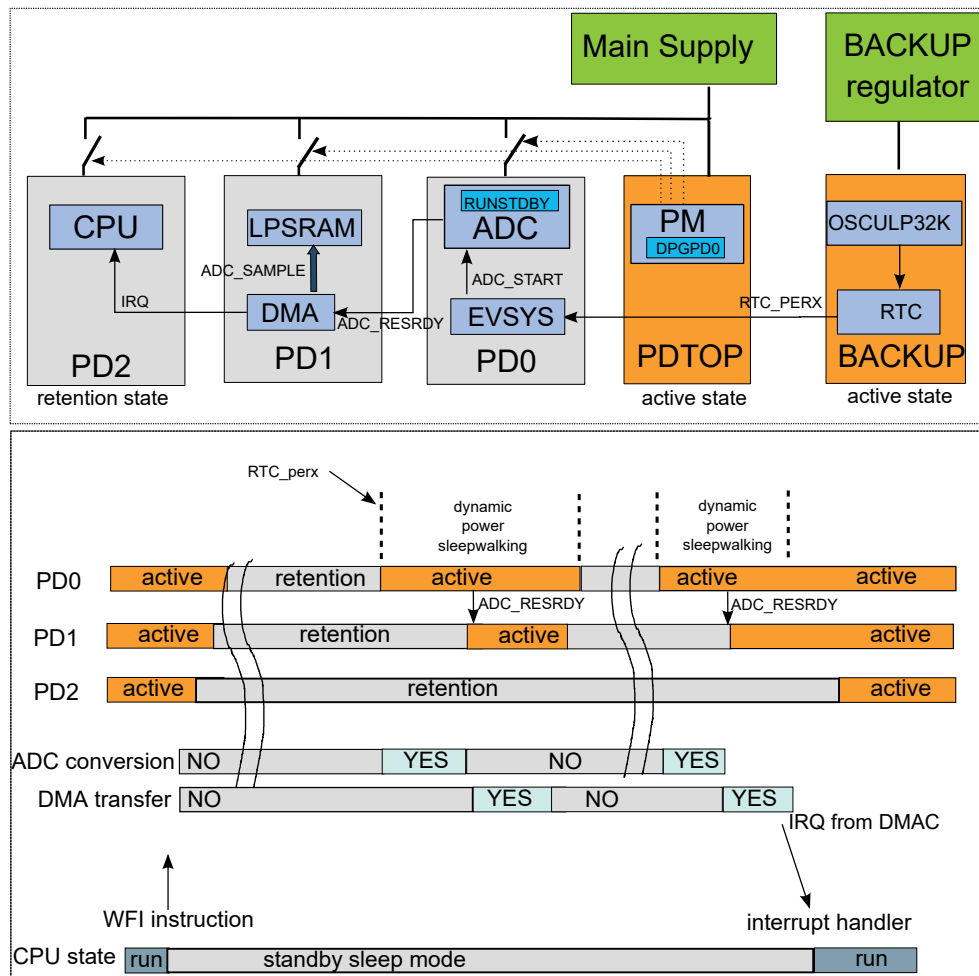 Main Supply
BACKUP
regulator
CPU
LPSRAM
RUNSTDBY
ADC
PM
DPGPD0
OSCULP32K
ADC_SAMPLE
ADC_START
IRQ
DMA
ADC_RESRDY
EVSYS
RTC_PERX
RTC
PD2
PD1
PD0
PDTOP
BACKUP
retention state
active state
active state
RTC_perx
dynamic
power
sleepwalking
dynamic
power
sleepwalking
PD0
active
retention
active
active
active
ADC_RESRDY
ADC_RESRDY
PD1
active
retention
active
active
PD2
active
retention
active
ADC conversion
NO
YES
NO
YES
DMA transfer
NO
YES
NO
YES
IRQ from DMAC
WFI instruction
interrupt handler
CPU state
run
standby sleep mode
run